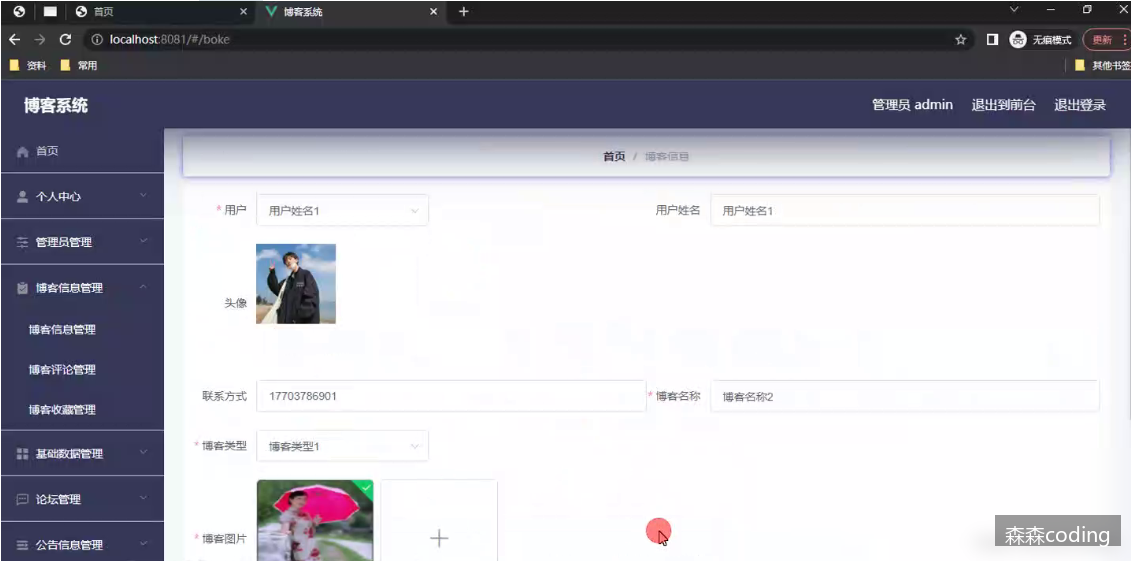 首页
博客系统
localhost:8081/#/boke
无痕模式
更新
资料
常用
其他书签
博客系统
管理员 admin
退出到前台
退出登录
首页
首页 / 博客信息
个人中心
* 用户
用户姓名1
用户姓名
用户姓名1
管理员管理
博客信息管理
头像
博客信息管理
博客评论管理
联系方式
17703786901
* 博客名称
博客名称2
博客收藏管理
* 博客类型
博客类型1
基础数据管理
论坛管理
* 博客图片
公告信息管理
森森coding